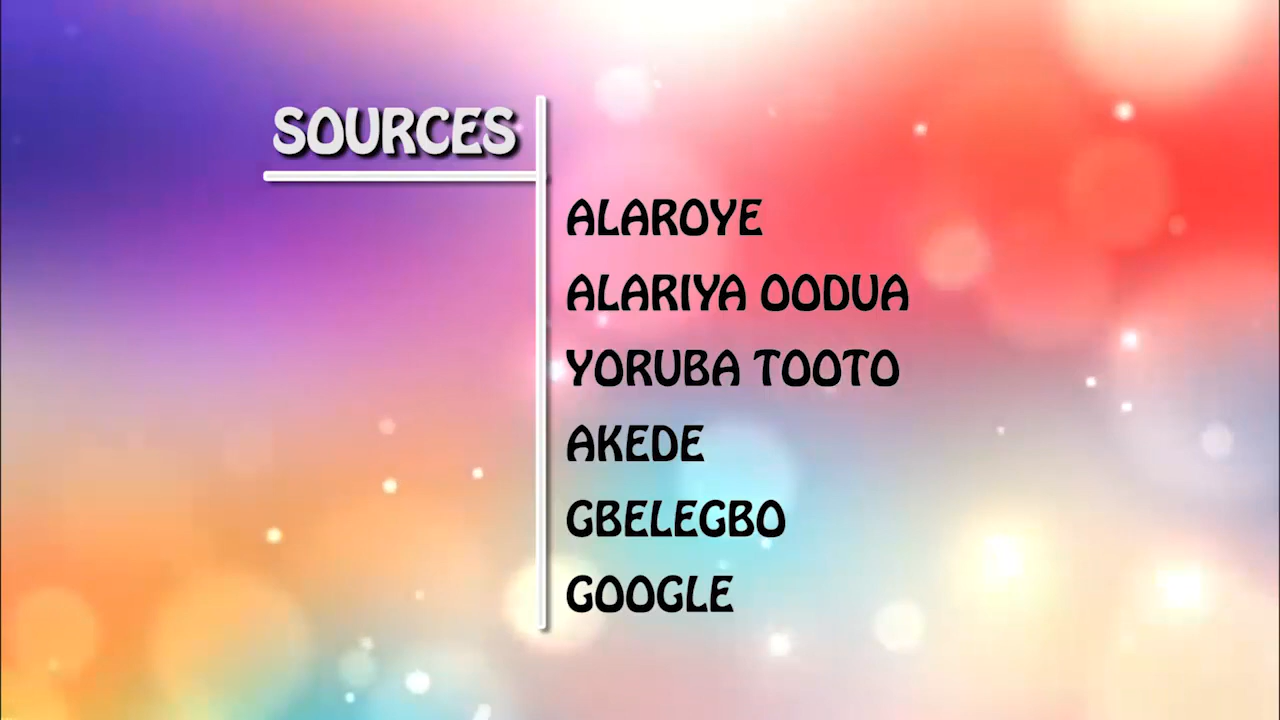 SOURCES
ALAROYE
ALARIYA OODUA
YORUBA TOOTO
AKEDE
GBELEGBO
GOOGLE